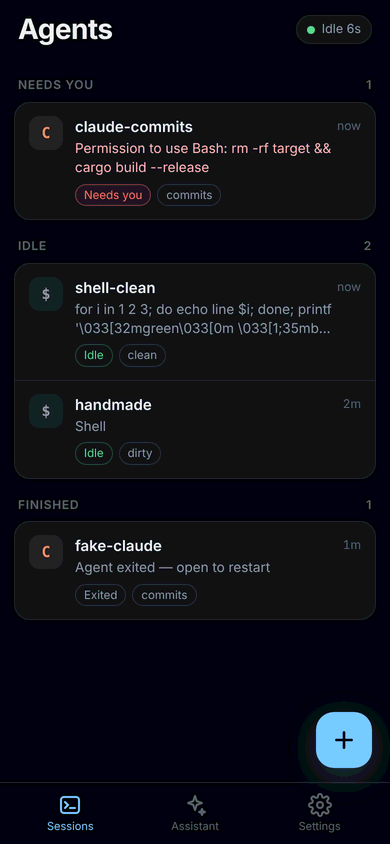 Agents
Idle 6s
NEEDS YOU
1
C
claude-commits
now
Permission to use Bash: rm -rf target &&
cargo build --release
Needs you
commits
IDLE
2
$
shell-clean
now
for i in 1 2 3; do echo line $i; done; printf
'\033[32mgreen\033[0m \033[1;35mb...
Idle
clean
$
handmade
2m
Shell
Idle
dirty
FINISHED
1
C
fake-claude
1m
Agent exited — open to restart
Exited
commits
Sessions
Assistant
Settings